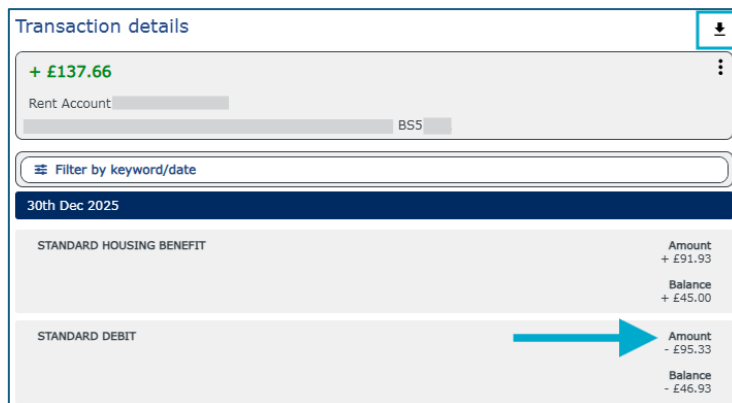 Transaction details
+ £137.66
Rent Account
BS5
Filter by keyword/date
30th Dec 2025
STANDARD HOUSING BENEFIT
Amount
+ £91.93
Balance
+ £45.00
STANDARD DEBIT
Amount
- £95.33
Balance
- £46.93